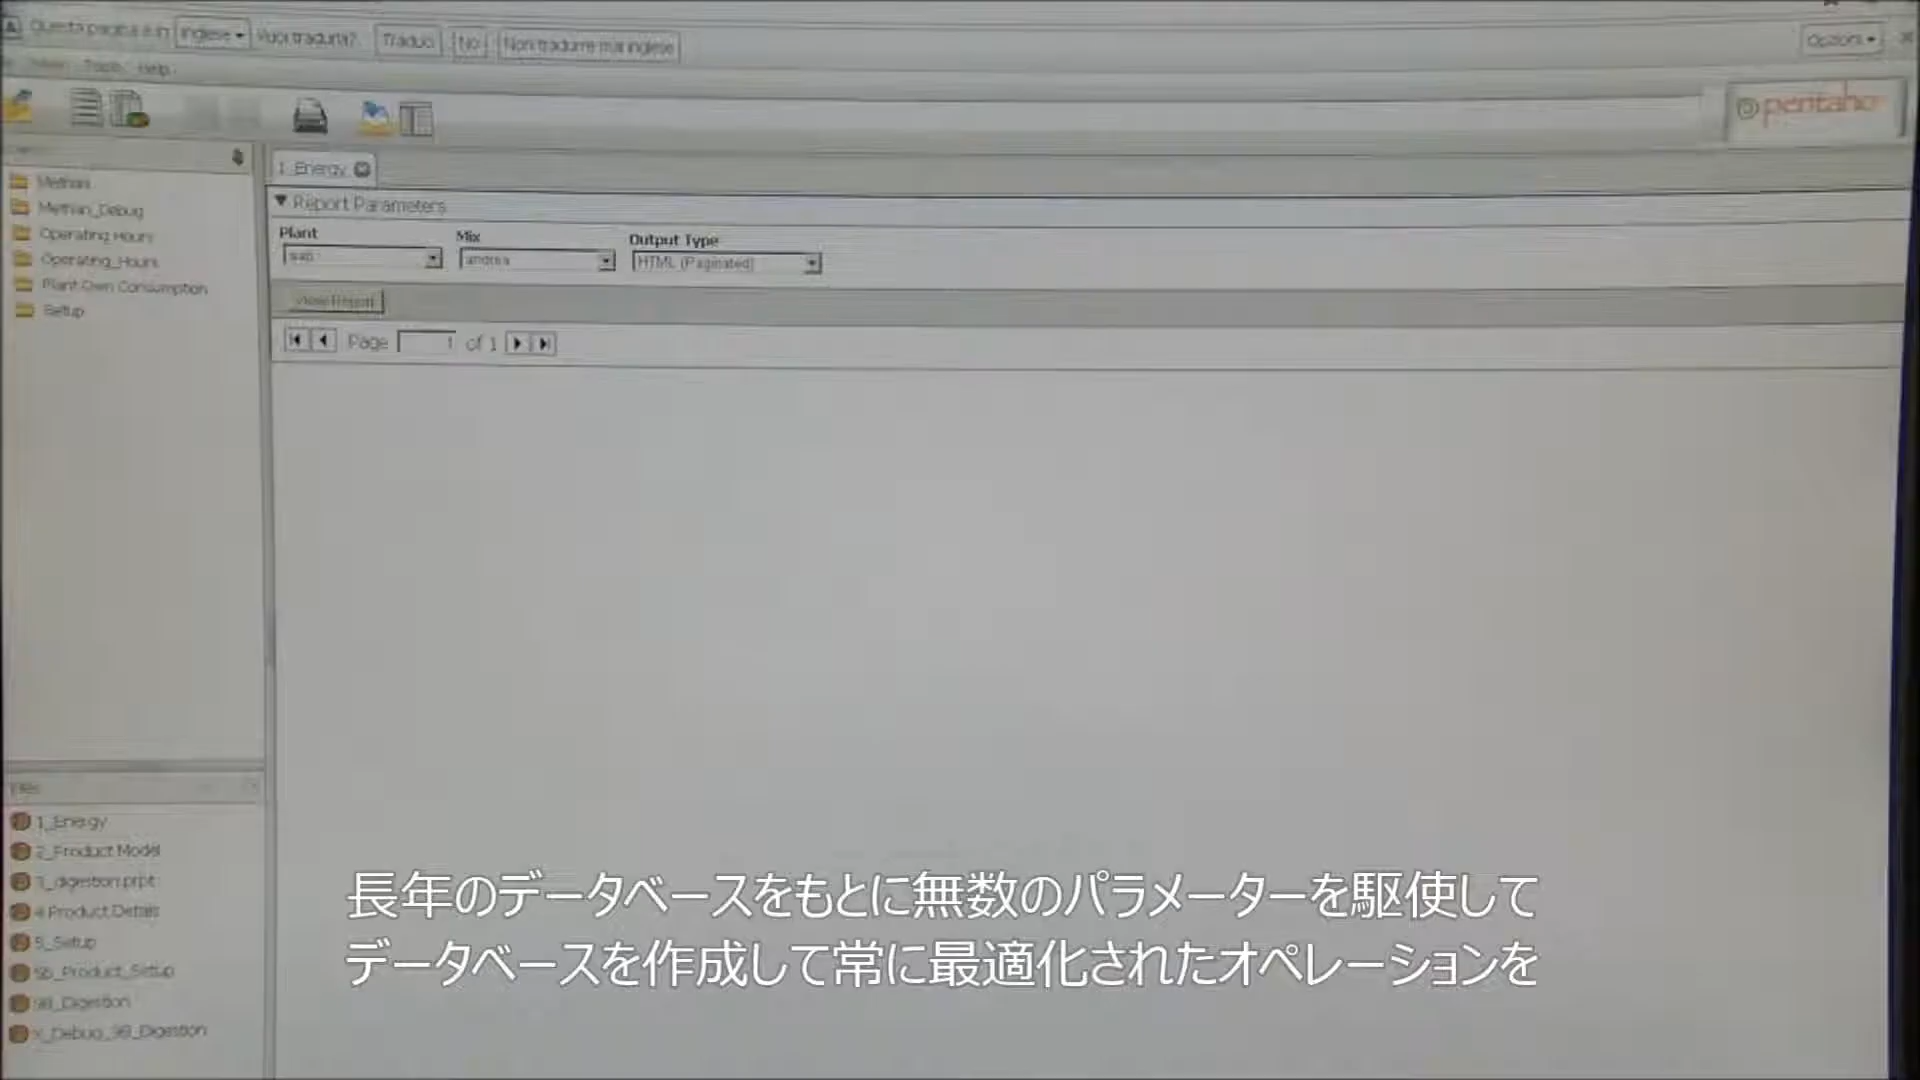 Questa pagina è in inglese Vuoi tradurla? Traduci No Non tradurre mai inglese Opzioni
Tools Help
pentaho
1_Energy
Methan
Methan_Debug
Operating Hours
Operating_Hours
Plant Own Consumption
Setup
Report Parameters
Plant Mix Output Type
andrea HTML (Paginated)
View Report
Page 1 of 1
Files
1_Energy
2_Product Model
3_digestion.prpt
4 Product Details
5_Setup
5b_Product_Setup
9B_Digestion
X_Debug_9B_Digestion
長年のデータベースをもとに無数のパラメーターを駆使して
データベースを作成して常に最適化されたオペレーションを